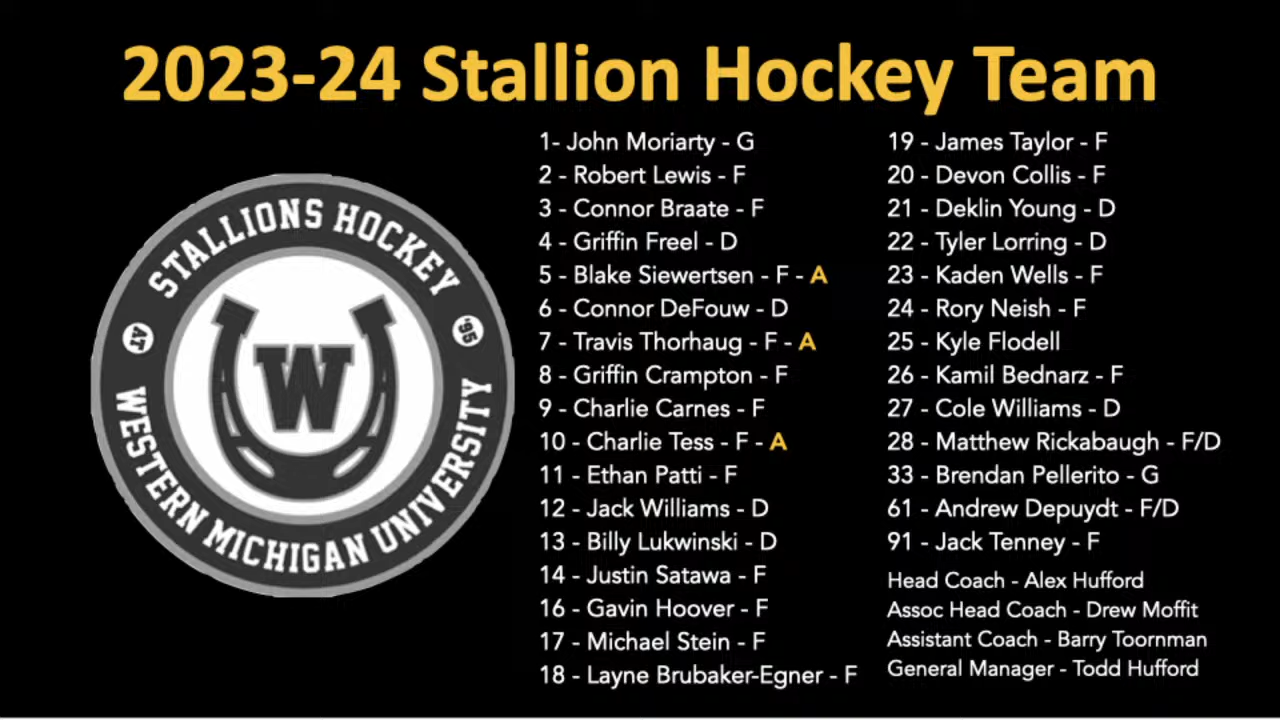 2023-24 Stallion Hockey Team
STALLIONS HOCKEY
'95
W
WESTERN MICHIGAN UNIVERSITY
1- John Moriarty - G
2 - Robert Lewis - F
3 - Connor Braate - F
4 - Griffin Freel - D
5 - Blake Siewertsen - F - A
6 - Connor DeFouw - D
7 - Travis Thorhaug - F - A
8 - Griffin Crampton - F
9 - Charlie Carnes - F
10 - Charlie Tess - F - A
11 - Ethan Patti - F
12 - Jack Williams - D
13 - Billy Lukwinski - D
14 - Justin Satawa - F
16 - Gavin Hoover - F
17 - Michael Stein - F
18 - Layne Brubaker-Egner - F
19 - James Taylor - F
20 - Devon Collis - F
21 - Deklin Young - D
22 - Tyler Lorring - D
23 - Kaden Wells - F
24 - Rory Neish - F
25 - Kyle Flodell
26 - Kamil Bednarz - F
27 - Cole Williams - D
28 - Matthew Rickabaugh - F/D
33 - Brendan Pellerito - G
61 - Andrew Depuydt - F/D
91 - Jack Tenney - F
Head Coach - Alex Hufford
Assoc Head Coach - Drew Moffit
Assistant Coach - Barry Toornman
General Manager - Todd Hufford